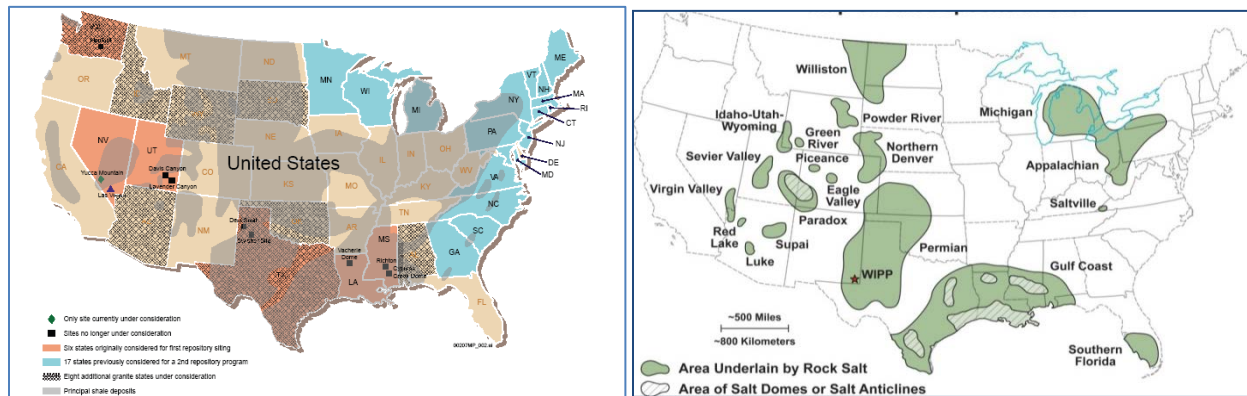 WA
Hanford
OR
MT
ND
MN
WI
MI
NY
VT
NH
ME
MA
RI
CT
NJ
DE
MD
PA
NV
UT
CA
Yucca Mountain
Davis Canyon
Lavender Canyon
CO
NE
IA
United States
KS
MO
IL
IN
OH
KY
WV
VA
NC
SC
GA
TN
AR
NM
TX
Vacherie
Dome
LA
MS
Richton
FL
00207MP_002.ai
Only site currently under consideration
Sites no longer under consideration
Six states originally considered for first repository siting
17 states previously considered for a 2nd repository program
Eight additional granite states under consideration
Principal shale deposits
Williston
Michigan
Idaho-Utah-
Wyoming
Green
River
Powder River
Northern
Denver
Piceance
Sevier Valley
Eagle
Valley
Appalachian
Virgin Valley
Paradox
Saltville
Red
Lake
Supai
Luke
Permian
WIPP
Gulf Coast
~500 Miles
~800 Kilometers
Southern
Florida
Area Underlain by Rock Salt
Area of Salt Domes or Salt Anticlines